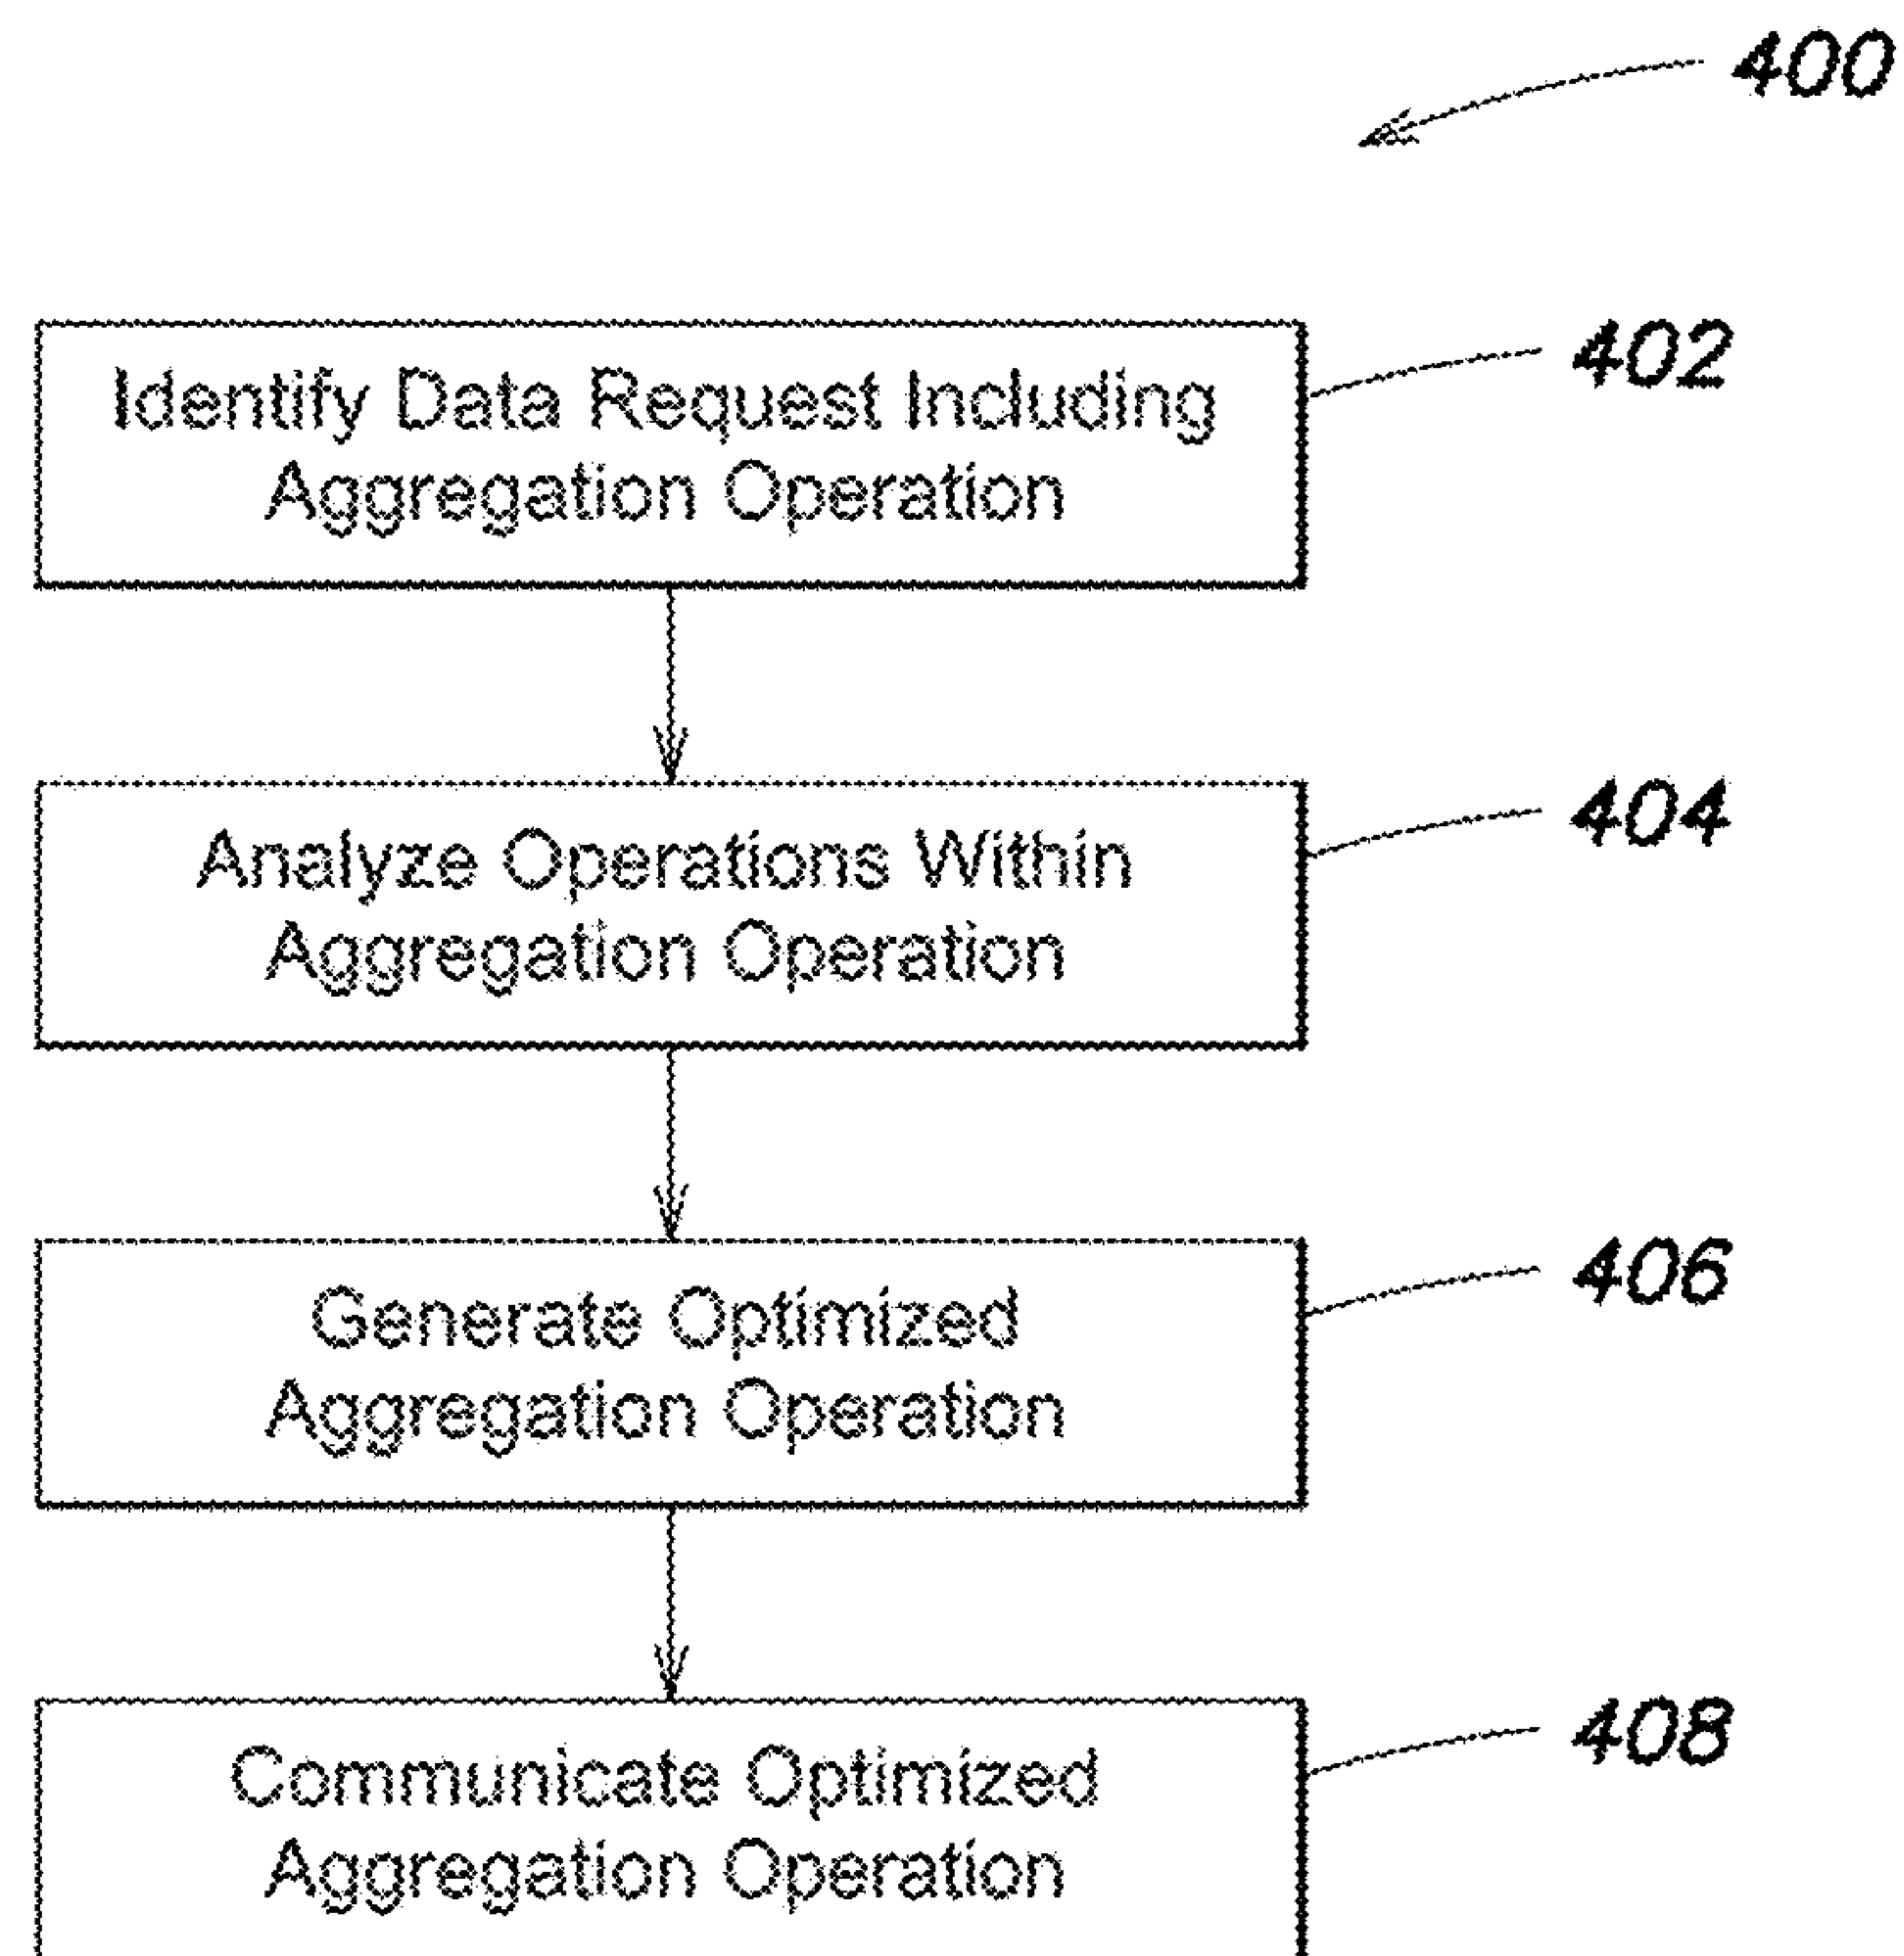 400
Identify Data Request Including
Aggregation Operation
402
Analyze Operations Within
Aggregation Operation
404
Generate Optimized
Aggregation Operation
406
Communicate Optimized
Aggregation Operation
408